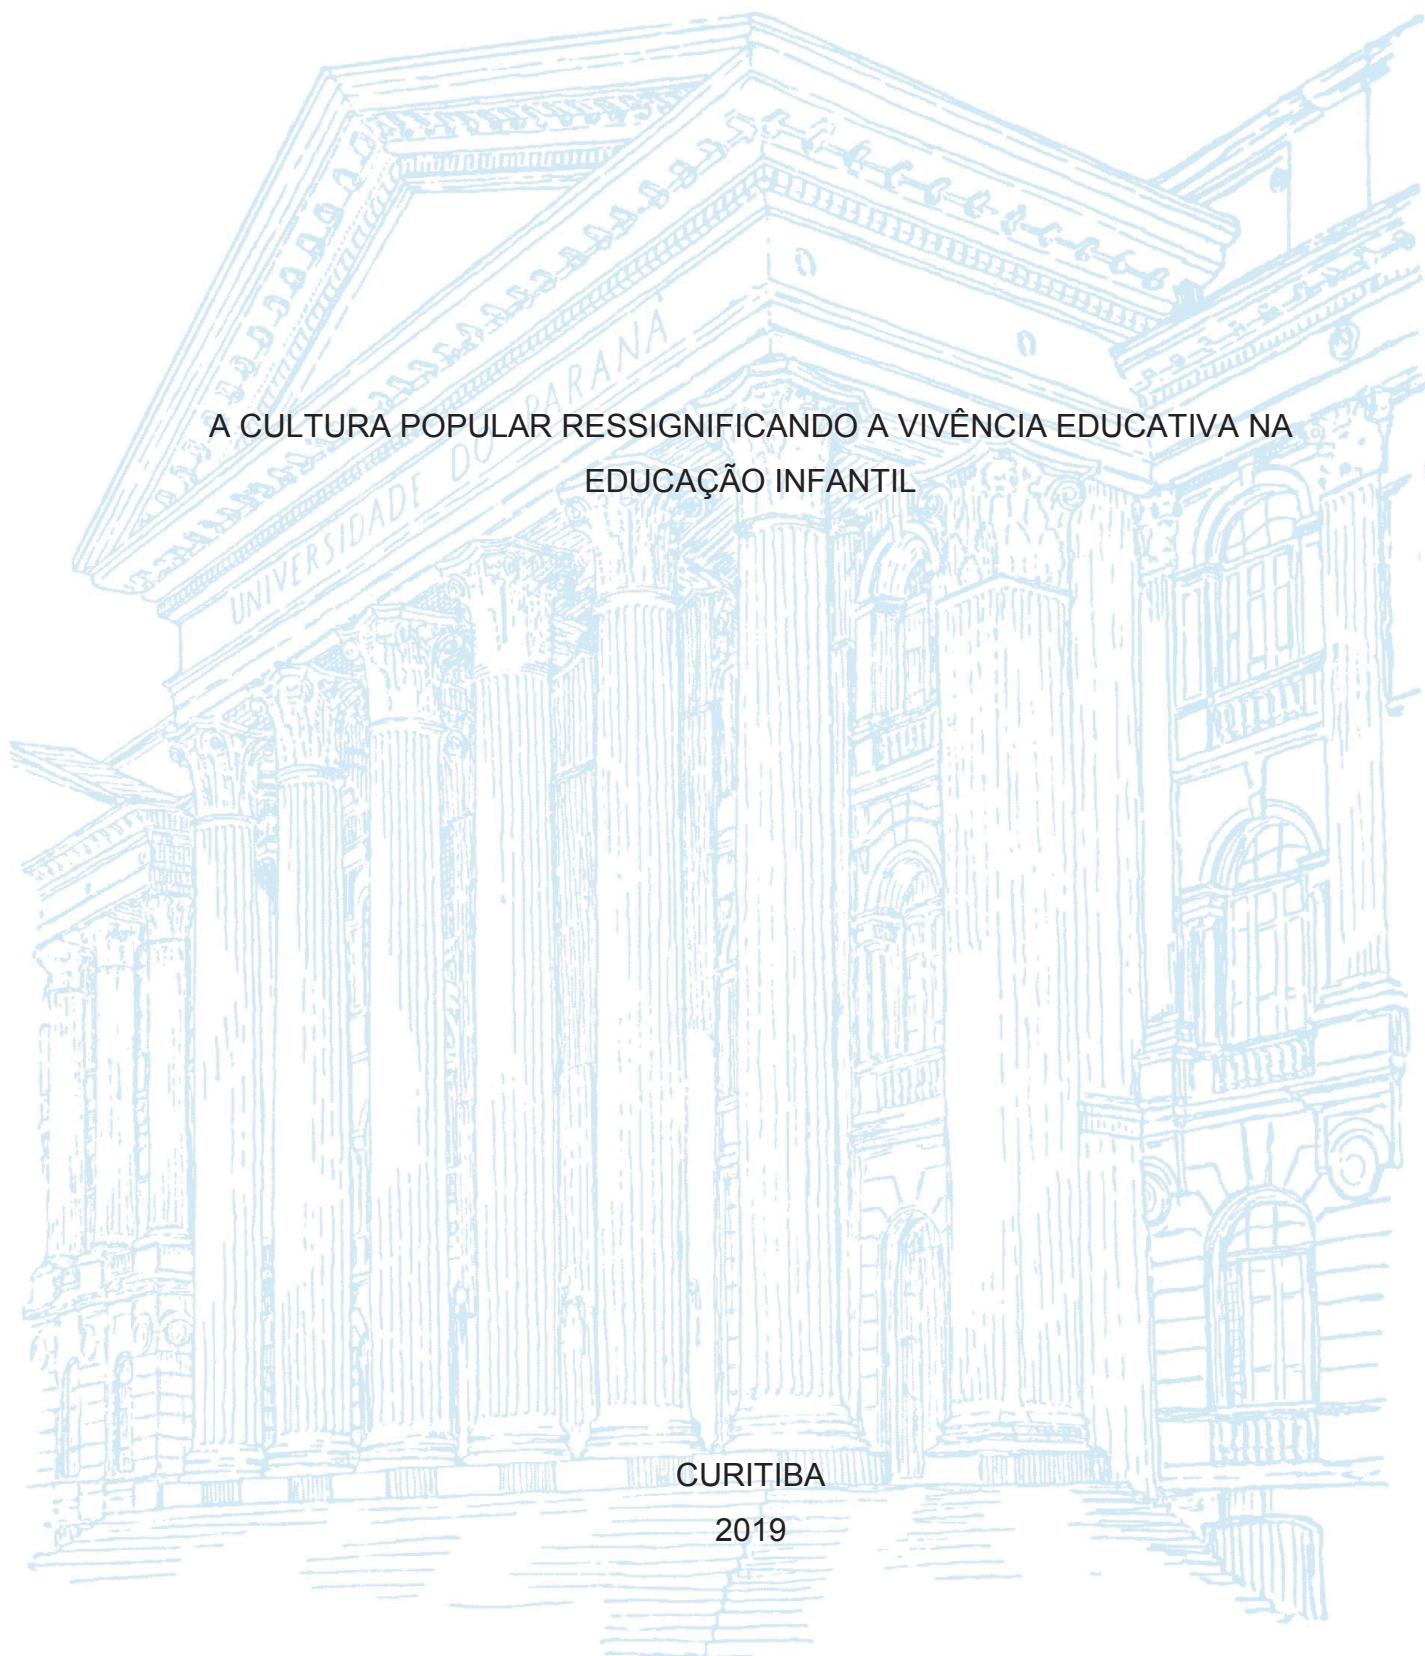 UNIVERSIDADE DO PARANÁ
A CULTURA POPULAR RESSIGNIFICANDO A VIVÊNCIA EDUCATIVA NA
EDUCAÇÃO INFANTIL
CURITIBA
2019